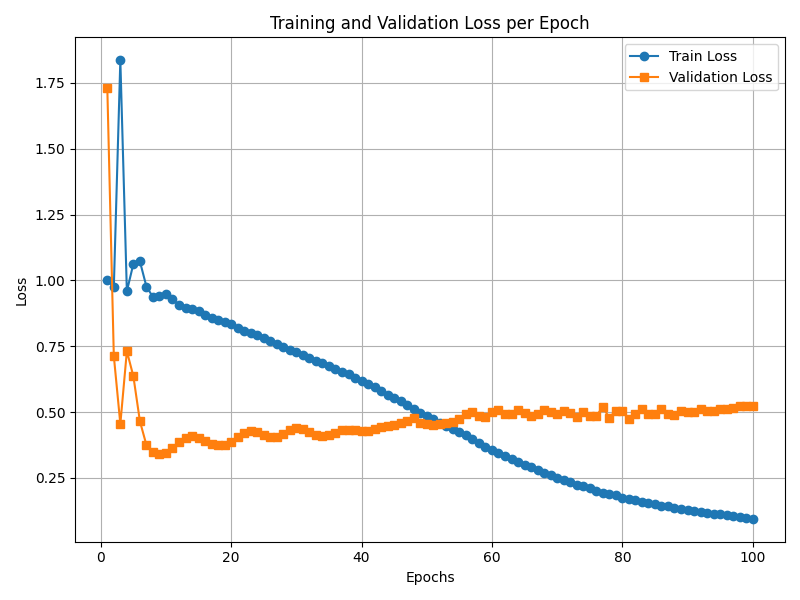 Training and Validation Loss per Epoch
Train Loss
Validation Loss
1.75
1.50
1.25
1.00
0.75
0.50
0.25
Loss
0 20 40 60 80 100
Epochs